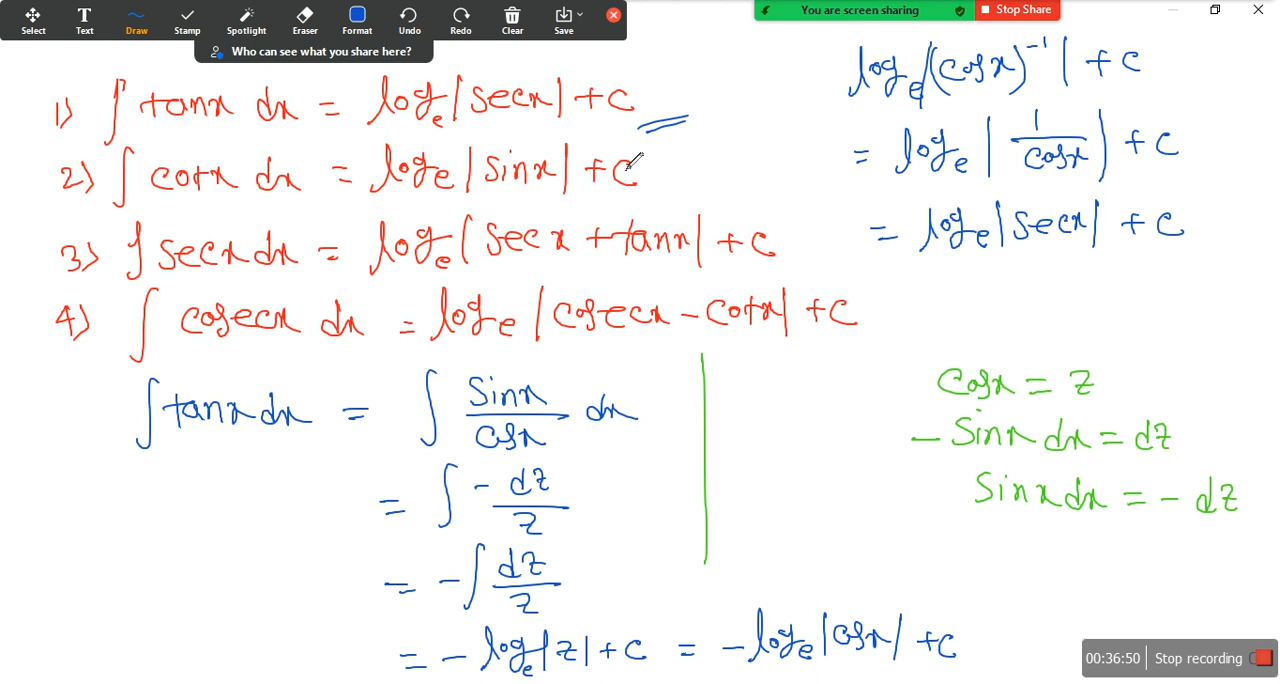 Select Text Draw Stamp Spotlight Eraser Format Undo Redo Clear Save
Who can see what you share here?
You are screen sharing Stop Share
1) ∫ tanx dx = logₑ|secx| + c
2) ∫ cotx dx = logₑ|sinx| + c
3) ∫ secx dx = logₑ|secx + tanx| + c
4) ∫ cosecx dx = logₑ|cosecx - cotx| + c
logₑ|(cosx)⁻¹| + c
= logₑ|1/cosx| + c
= logₑ|secx| + c
∫ tanx dx = ∫ sinx/cosx dx
= ∫ - dz/z
= - ∫ dz/z
= - logₑ|z| + c = - logₑ|cosx| + c
cosx = z
- sinx dx = dz
sinx dx = - dz
00:36:50 Stop recording